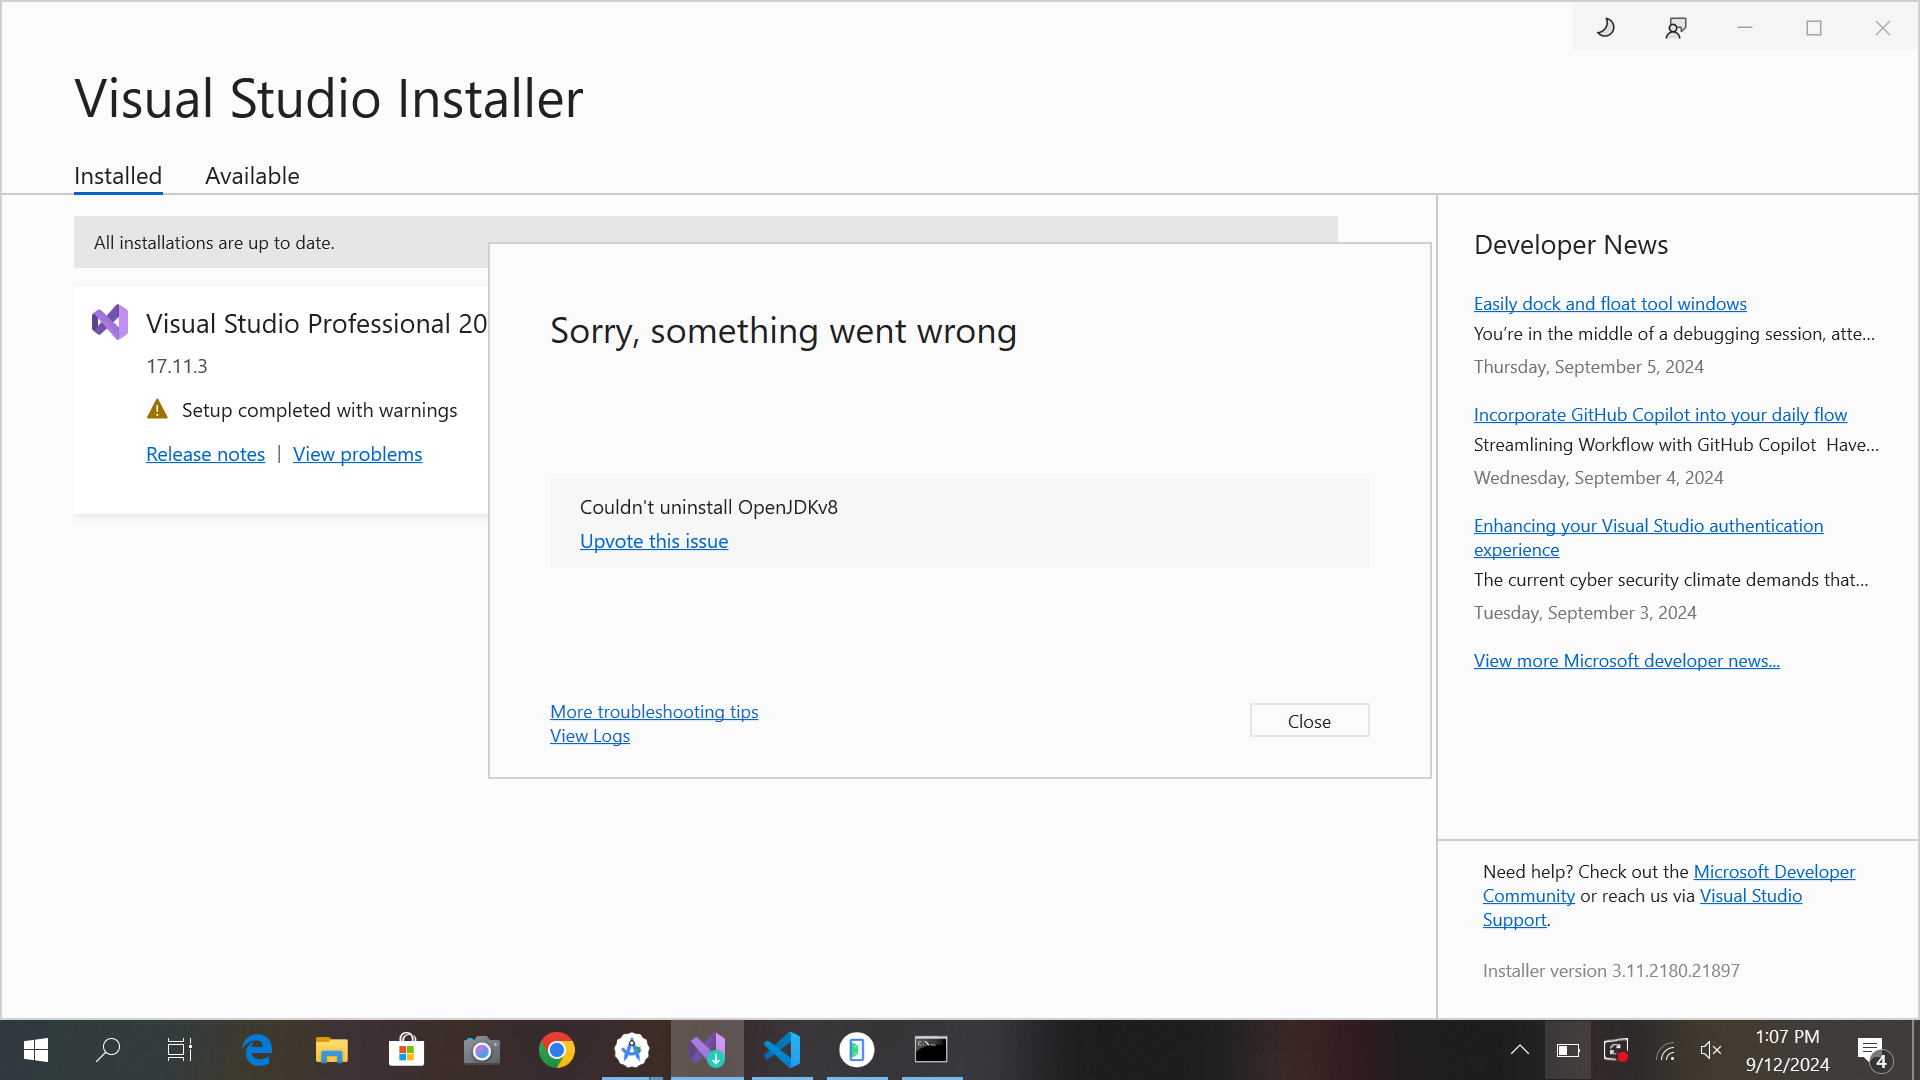 Visual Studio Installer
Installed
Available
All installations are up to date.
Visual Studio Professional 20
17.11.3
Setup completed with warnings
Release notes | View problems
Sorry, something went wrong
Couldn't uninstall OpenJDKv8
Upvote this issue
More troubleshooting tips
View Logs
Close
Developer News
Easily dock and float tool windows
You're in the middle of a debugging session, atte...
Thursday, September 5, 2024
Incorporate GitHub Copilot into your daily flow
Streamlining Workflow with GitHub Copilot  Have...
Wednesday, September 4, 2024
Enhancing your Visual Studio authentication
experience
The current cyber security climate demands that...
Tuesday, September 3, 2024
View more Microsoft developer news...
Need help? Check out the Microsoft Developer
Community or reach us via Visual Studio
Support.
Installer version 3.11.2180.21897
1:07 PM
9/12/2024
4